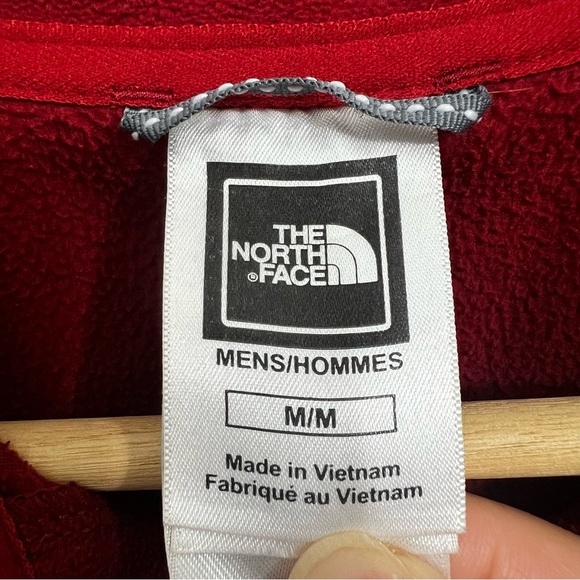 THE
NORTH
®FACE
MENS/HOMMES
M/M
Made in Vietnam
Fabriqué au Vietnam